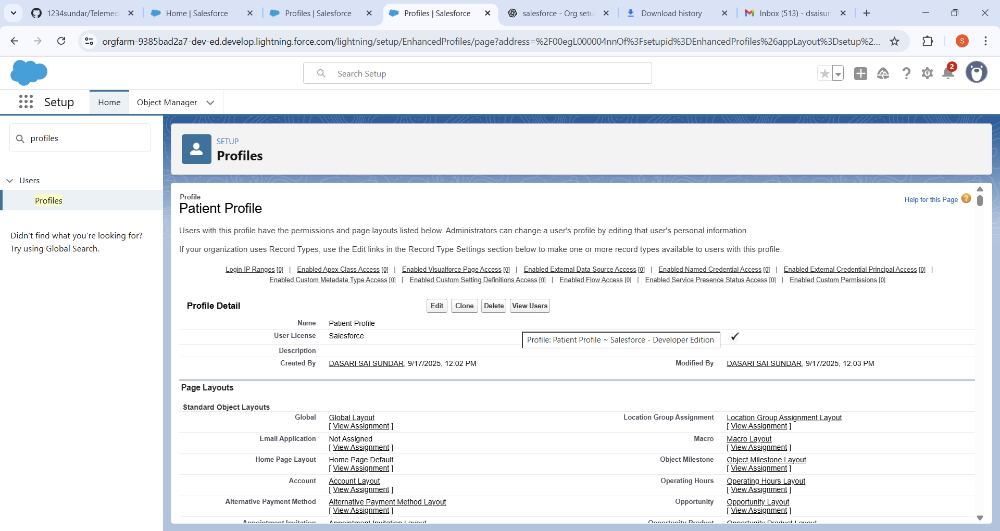 1234sundar/Telemed
Home | Salesforce
Profiles | Salesforce
Profiles | Salesforce
salesforce - Org setu
Download history
Inbox (513) - dsaisun
orgfarm-9385bad2a7-dev-ed.develop.lightning.force.com/lightning/setup/EnhancedProfiles/page?address=%2F00egL000004nnOf%3Fsetupid%3DEnhancedProfiles%26appLayout%3Dsetup%2...
S
Search Setup
2
Setup
Home
Object Manager
profiles
Users
Profiles
Didn't find what you're looking for?
Try using Global Search.
SETUP
Profiles
Profile
Patient Profile
Help for this Page
Users with this profile have the permissions and page layouts listed below. Administrators can change a user's profile by editing that user's personal information.
If your organization uses Record Types, use the Edit links in the Record Type Settings section below to make one or more record types available to users with this profile.
Login IP Ranges [0] | Enabled Apex Class Access [0] | Enabled Visualforce Page Access [0] | Enabled External Data Source Access [0] | Enabled Named Credential Access [0] | Enabled External Credential Principal Access [0] |
Enabled Custom Metadata Type Access [0] | Enabled Custom Setting Definitions Access [0] | Enabled Flow Access [0] | Enabled Service Presence Status Access [0] | Enabled Custom Permissions [0]
Profile Detail
Edit
Clone
Delete
View Users
Name Patient Profile
User License Salesforce
Profile: Patient Profile ~ Salesforce - Developer Edition
Description
Created By DASARI SAI SUNDAR, 9/17/2025, 12:02 PM
Modified By DASARI SAI SUNDAR, 9/17/2025, 12:03 PM
Page Layouts
Standard Object Layouts
Global Global Layout
[ View Assignment ]
Location Group Assignment Location Group Assignment Layout
[ View Assignment ]
Email Application Not Assigned
[ View Assignment ]
Macro Macro Layout
[ View Assignment ]
Home Page Layout Home Page Default
[ View Assignment ]
Object Milestone Object Milestone Layout
[ View Assignment ]
Account Account Layout
[ View Assignment ]
Operating Hours Operating Hours Layout
[ View Assignment ]
Alternative Payment Method Alternative Payment Method Layout
[ View Assignment ]
Opportunity Opportunity Layout
[ View Assignment ]
Appointment Invitation Appointment Invitation Layout
Opportunity Product Opportunity Product Layout